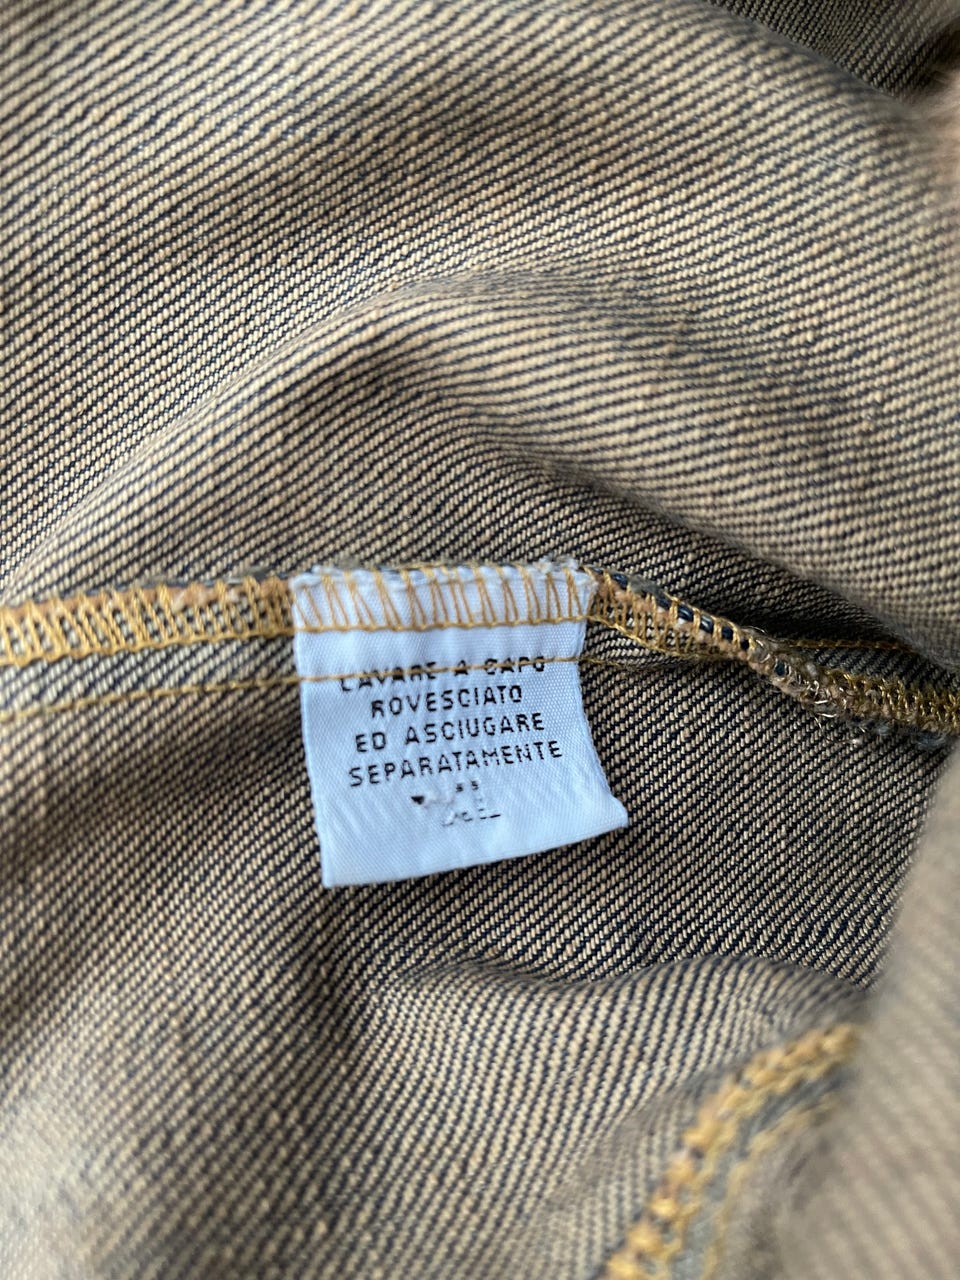 LAVARE A CAPO
ROVESCIATO
ED ASCIUGARE
SEPARATAMENTE